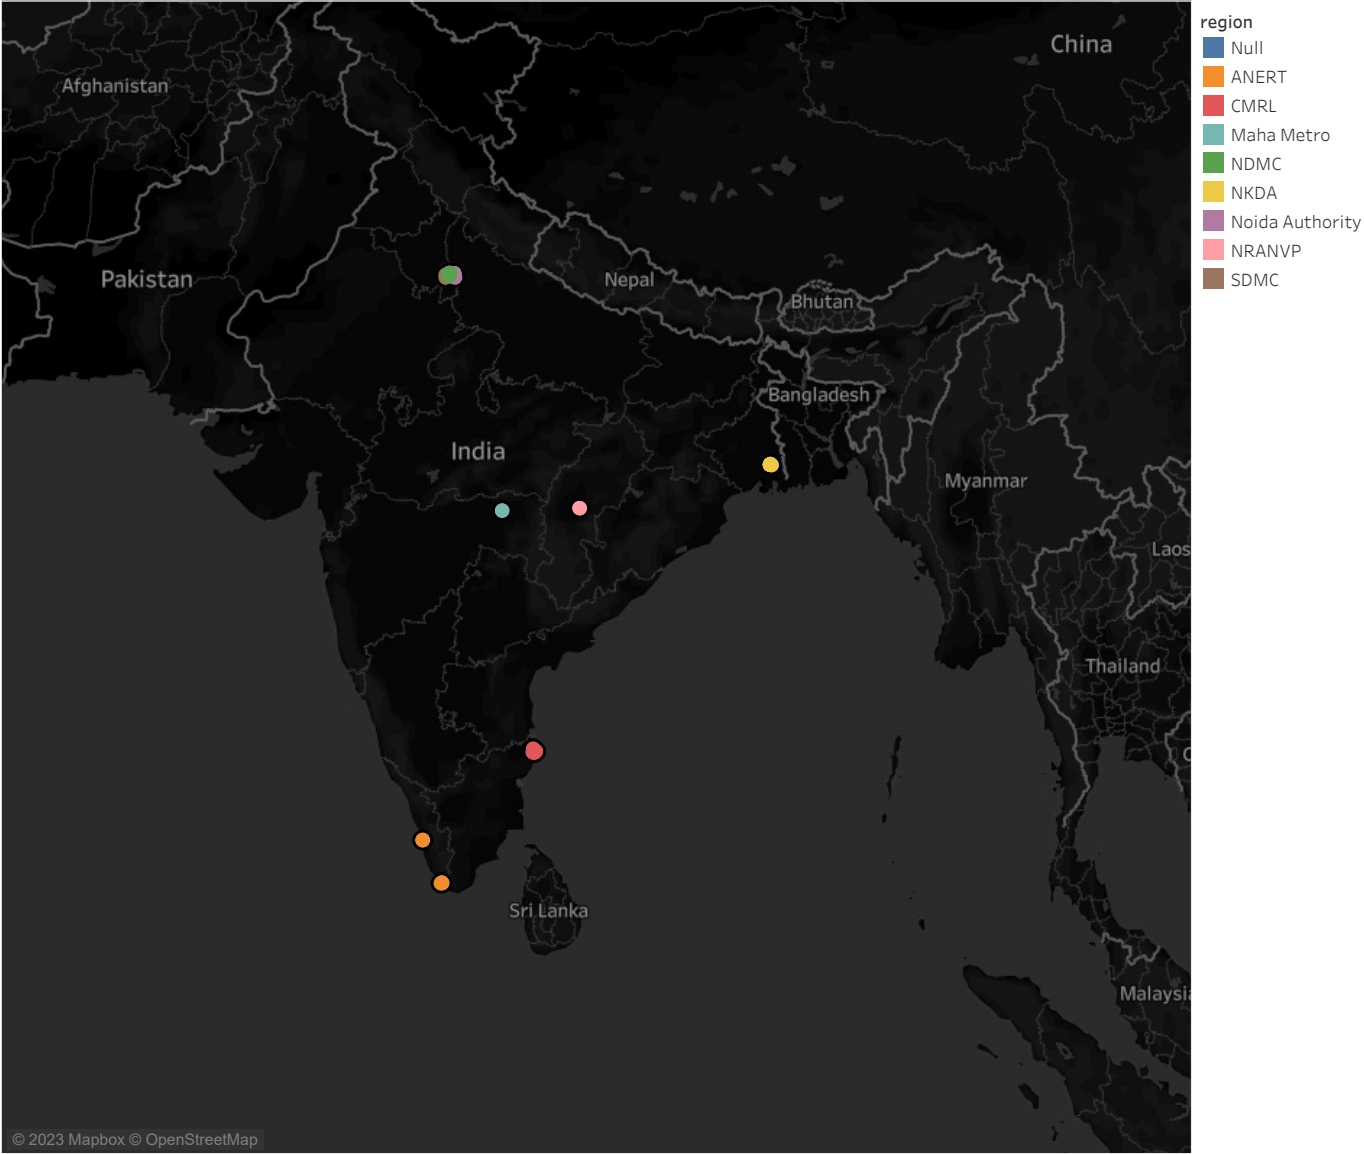 China
Afghanistan
Pakistan
Nepal
Bhutan
Bangladesh
India
Myanmar
Laos
Thailand
Sri Lanka
Malaysia
© 2023 Mapbox © OpenStreetMap
region
Null
ANERT
CMRL
Maha Metro
NDMC
NKDA
Noida Authority
NRANVP
SDMC